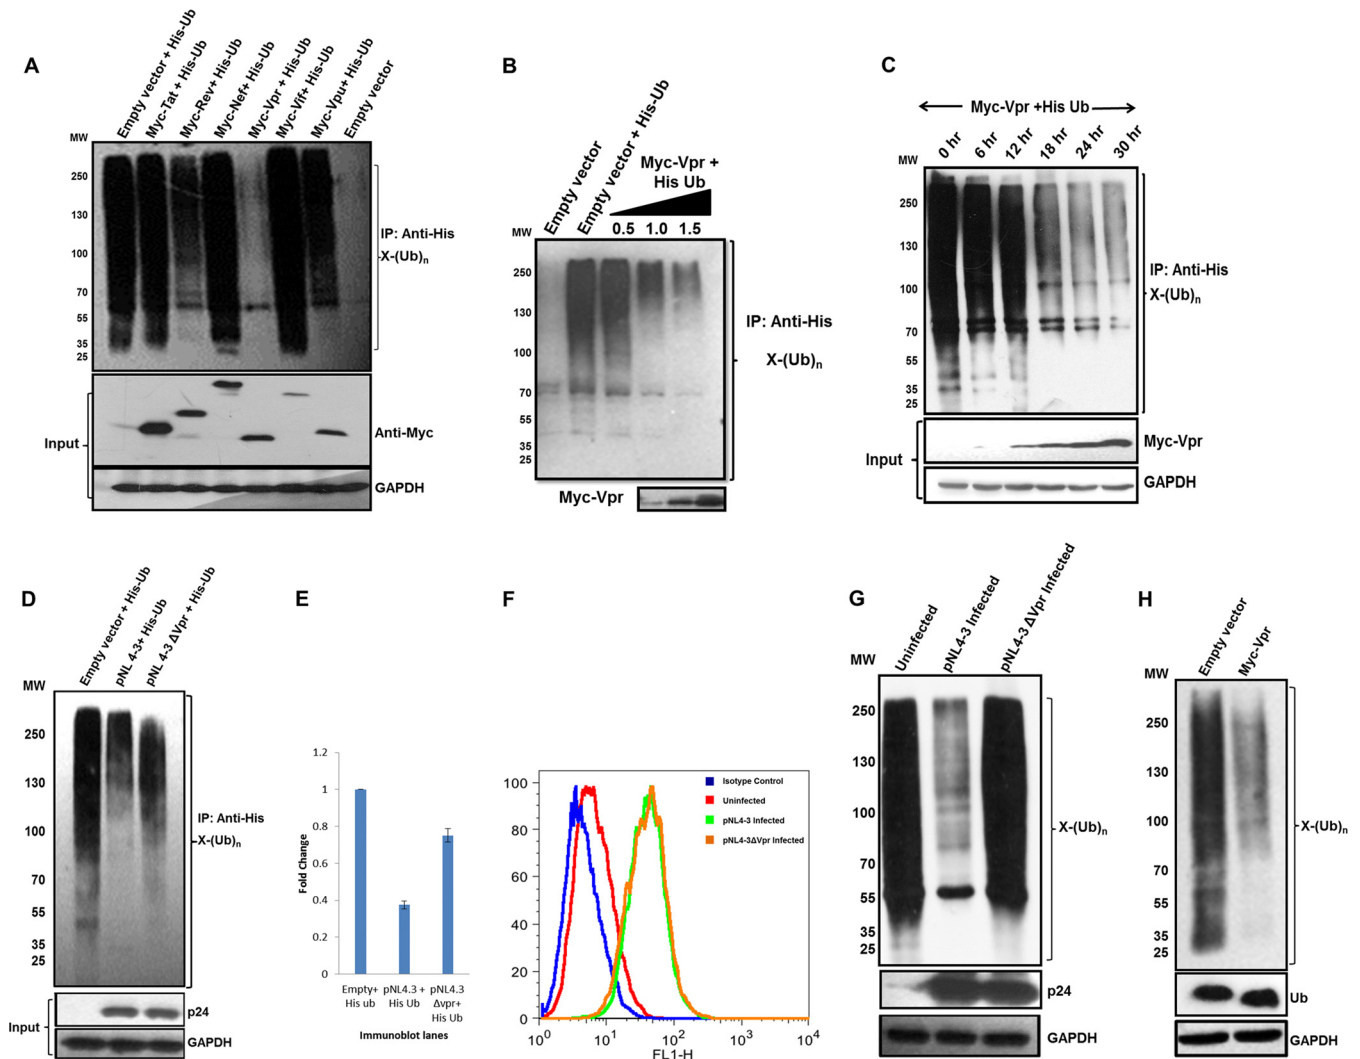 A
Empty vector + His-Ub
Myc-Tat + His-Ub
Myc-Rev+ His-Ub
Myc-Nef+ His-Ub
Myc-Vpr + His-Ub
Myc-Vif+ His-Ub
Myc-Vpu+ His-Ub
Empty vector
MW
250
130
100
70
55
35
25
IP: Anti-His
X-(Ub)n
Input
Anti-Myc
GAPDH
B
Empty vector
Empty vector + His-Ub
Myc-Vpr +
His Ub
0.5 1.0 1.5
MW
250
130
100
70
55
35
25
IP: Anti-His
X-(Ub)n
Myc-Vpr
C
Myc-Vpr +His Ub
0 hr
6 hr
12 hr
18 hr
24 hr
30 hr
MW
250
130
100
70
55
35
25
IP: Anti-His
X-(Ub)n
Input
Myc-Vpr
GAPDH
D
Empty vector + His-Ub
pNL 4-3+ His-Ub
pNL 4-3 ΔVpr + His-Ub
MW
250
130
100
70
55
35
25
IP: Anti-His
X-(Ub)n
Input
p24
GAPDH
E
1.2
1
0.8
0.6
0.4
0.2
0
Fold Change
Empty+ His ub
pNL4.3 + His Ub
pNL4.3 Δvpr+ His Ub
Immunoblot lanes
F
100
80
60
40
20
0
Isotype Control
Uninfected
pNL4-3 Infected
pNL4-3ΔVpr Infected
10^0 10^1 10^2 10^3 10^4
FL1-H
G
Uninfected
pNL4-3 Infected
pNL4-3 ΔVpr Infected
MW
250
130
100
70
55
35
25
X-(Ub)n
p24
GAPDH
H
Empty vector
Myc-Vpr
MW
250
130
100
70
55
35
25
X-(Ub)n
Ub
GAPDH